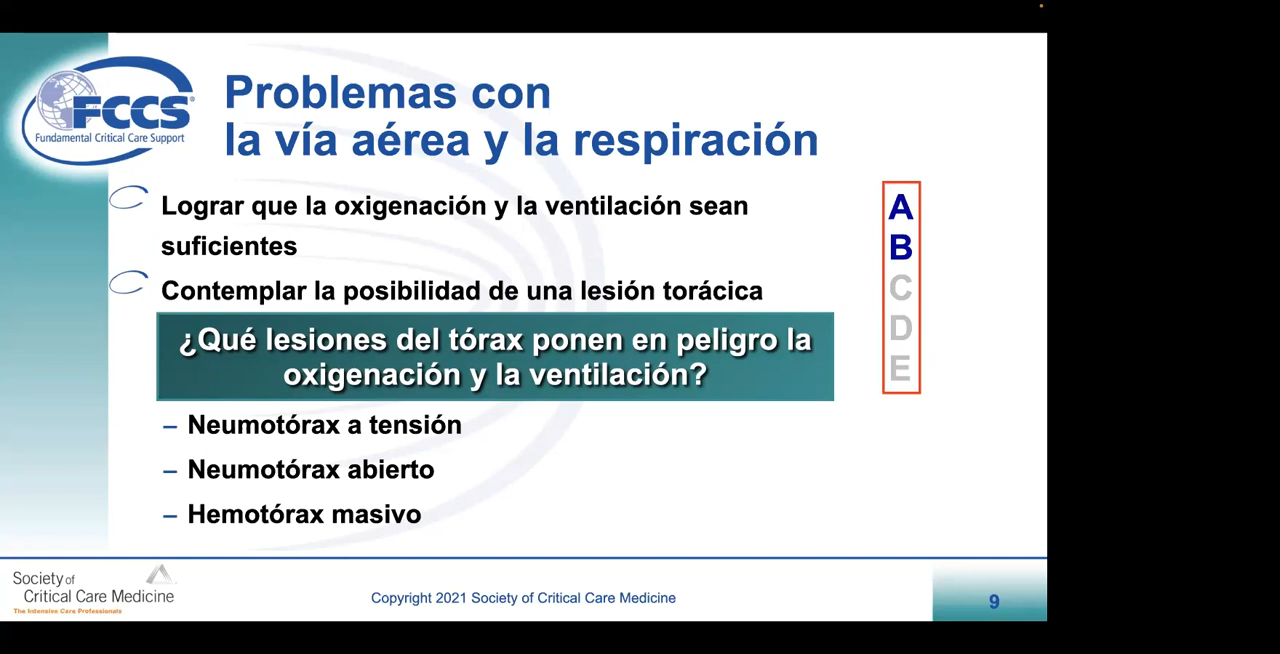 FCCS®
Fundamental Critical Care Support
Problemas con
la vía aérea y la respiración
Lograr que la oxigenación y la ventilación sean
suficientes
Contemplar la posibilidad de una lesión torácica
¿Qué lesiones del tórax ponen en peligro la
oxigenación y la ventilación?
– Neumotórax a tensión
– Neumotórax abierto
– Hemotórax masivo
A
B
C
D
E
Society of
Critical Care Medicine
The Intensive Care Professionals
Copyright 2021 Society of Critical Care Medicine
9